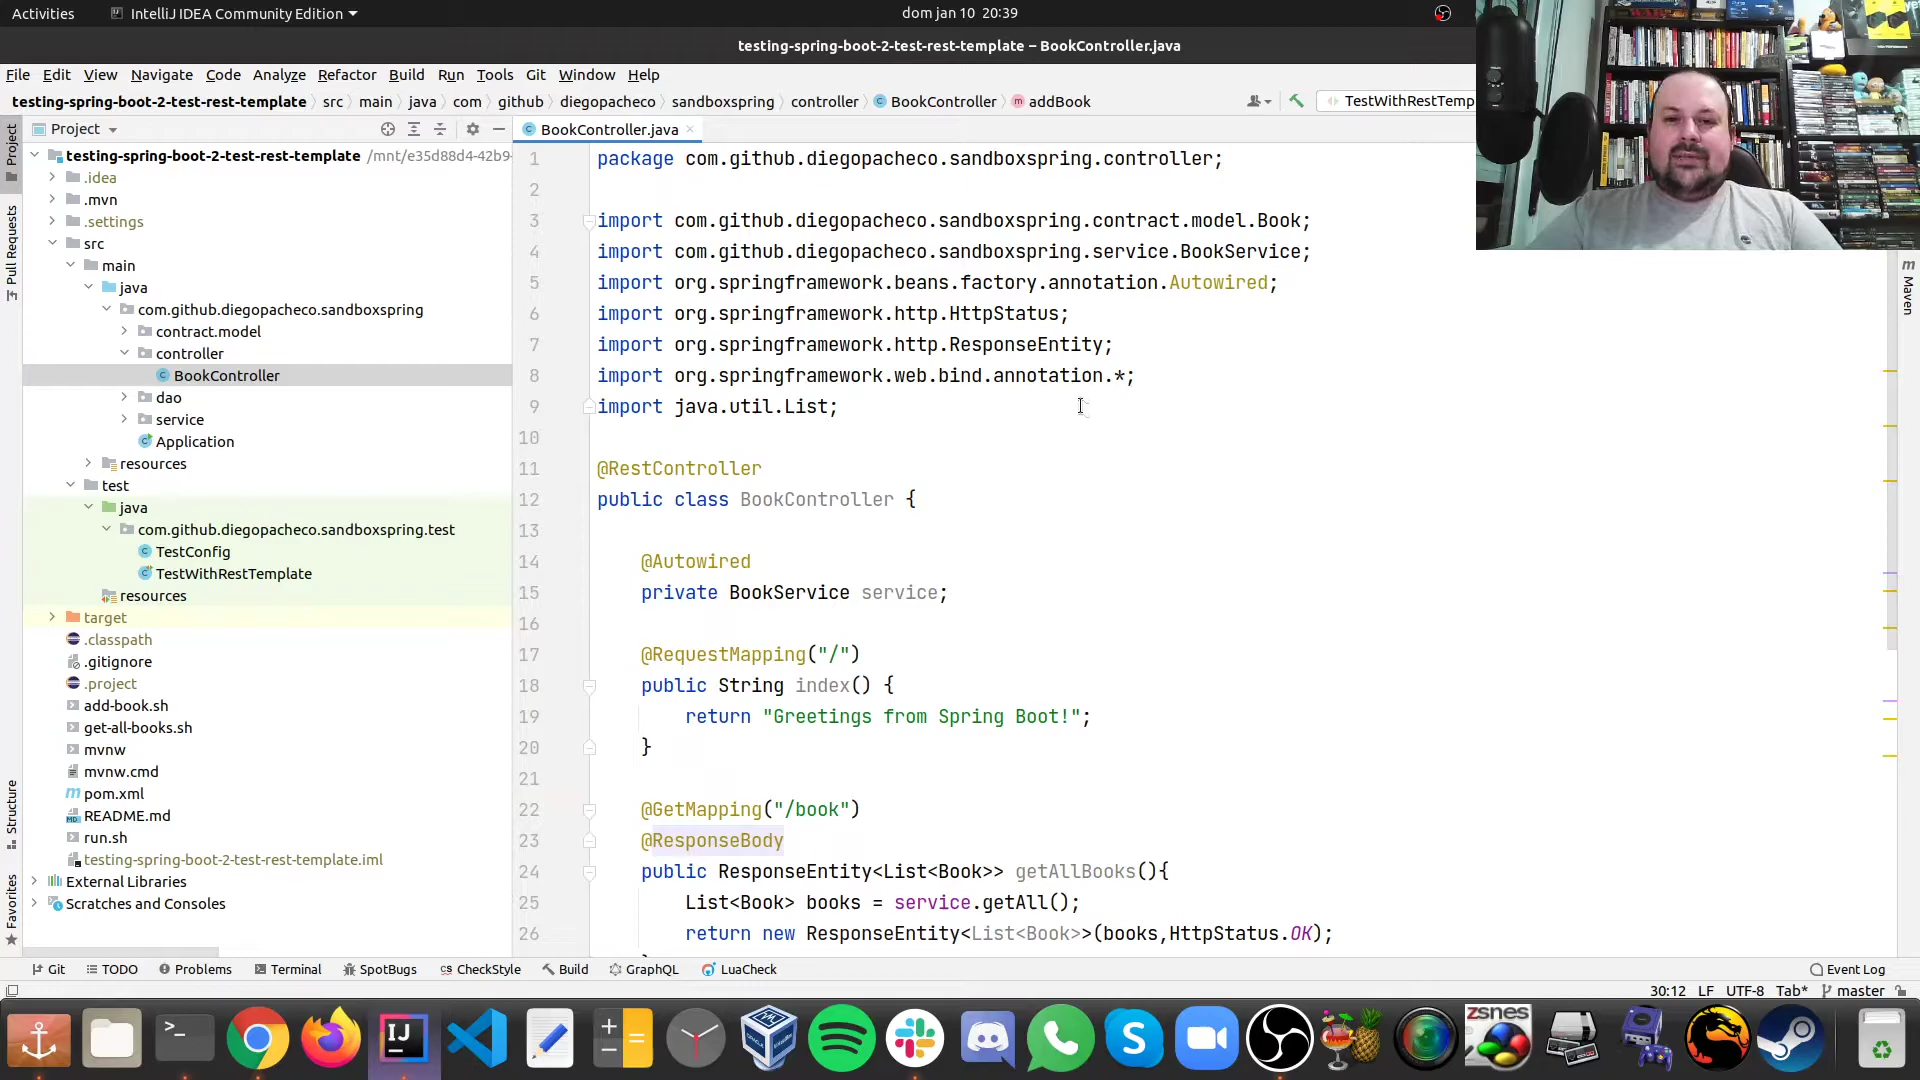 Activities
IntelliJ IDEA Community Edition
dom jan 10 20:39
testing-spring-boot-2-test-rest-template – BookController.java
File Edit View Navigate Code Analyze Refactor Build Run Tools Git Window Help
testing-spring-boot-2-test-rest-template src main java com github diegopacheco sandboxspring controller BookController addBook
TestWithRestTemp
Project
Pull Requests
Structure
Favorites
Project
testing-spring-boot-2-test-rest-template /mnt/e35d88d4-42b9-
.idea
.mvn
.settings
src
main
java
com.github.diegopacheco.sandboxspring
contract.model
controller
BookController
dao
service
Application
resources
test
java
com.github.diegopacheco.sandboxspring.test
TestConfig
TestWithRestTemplate
resources
target
.classpath
.gitignore
.project
add-book.sh
get-all-books.sh
mvnw
mvnw.cmd
pom.xml
README.md
run.sh
testing-spring-boot-2-test-rest-template.iml
External Libraries
Scratches and Consoles
BookController.java
1 package com.github.diegopacheco.sandboxspring.controller;
2
3 import com.github.diegopacheco.sandboxspring.contract.model.Book;
4 import com.github.diegopacheco.sandboxspring.service.BookService;
5 import org.springframework.beans.factory.annotation.Autowired;
6 import org.springframework.http.HttpStatus;
7 import org.springframework.http.ResponseEntity;
8 import org.springframework.web.bind.annotation.*;
9 import java.util.List;
10
11 @RestController
12 public class BookController {
13
14 @Autowired
15 private BookService service;
16
17 @RequestMapping("/")
18 public String index() {
19 return "Greetings from Spring Boot!";
20 }
21
22 @GetMapping("/book")
23 @ResponseBody
24 public ResponseEntity<List<Book>> getAllBooks(){
25 List<Book> books = service.getAll();
26 return new ResponseEntity<List<Book>>(books,HttpStatus.OK);
Maven
Git TODO Problems Terminal SpotBugs CheckStyle Build GraphQL LuaCheck
Event Log
30:12 LF UTF-8 Tab* master
IJ
zsnes